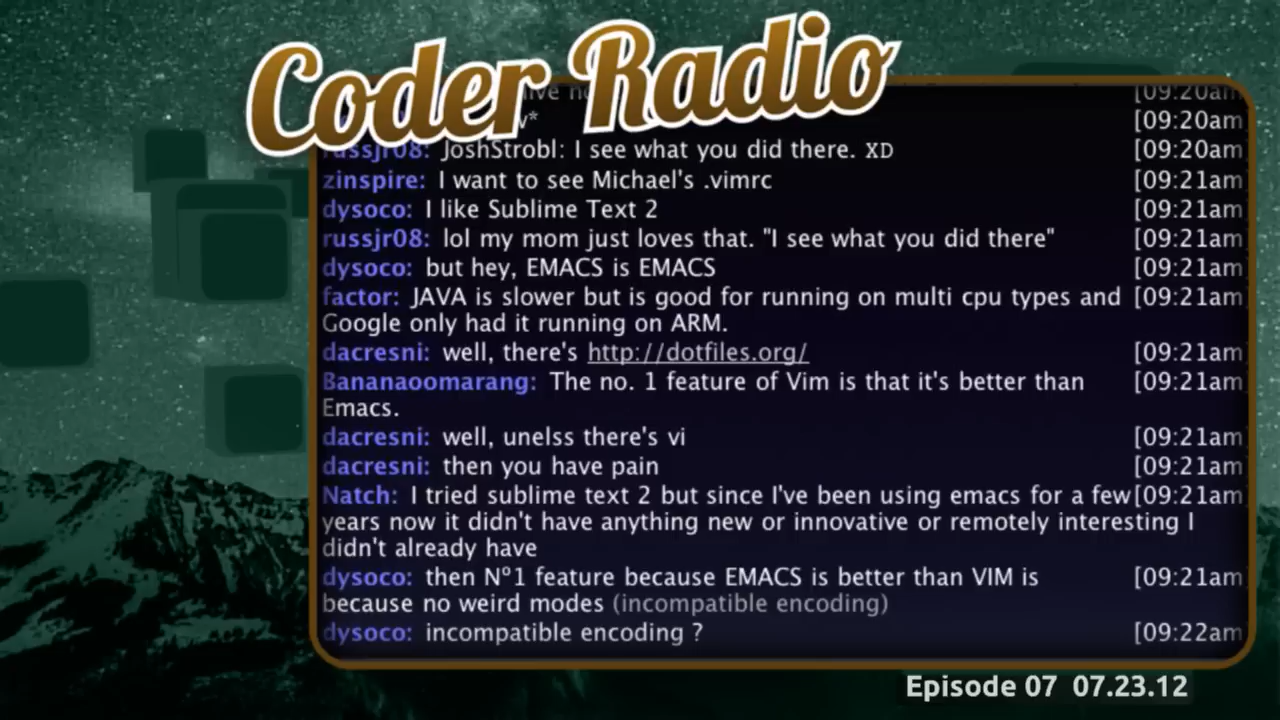 Coder Radio
[09:20am
[09:20am
russjr08: JoshStrobl: I see what you did there. XD [09:20am
zinspire: I want to see Michael's .vimrc [09:21am
dysoco: I like Sublime Text 2 [09:21am
russjr08: lol my mom just loves that. "I see what you did there" [09:21am
dysoco: but hey, EMACS is EMACS [09:21am
factor: JAVA is slower but is good for running on multi cpu types and [09:21am
Google only had it running on ARM.
dacresni: well, there's http://dotfiles.org/ [09:21am
Bananaoomarang: The no. 1 feature of Vim is that it's better than [09:21am
Emacs.
dacresni: well, unelss there's vi [09:21am
dacresni: then you have pain [09:21am
Natch: I tried sublime text 2 but since I've been using emacs for a few [09:21am
years now it didn't have anything new or innovative or remotely interesting I
didn't already have
dysoco: then Nº1 feature because EMACS is better than VIM is [09:21am
because no weird modes (incompatible encoding)
dysoco: incompatible encoding ? [09:22am
Episode 07 07.23.12